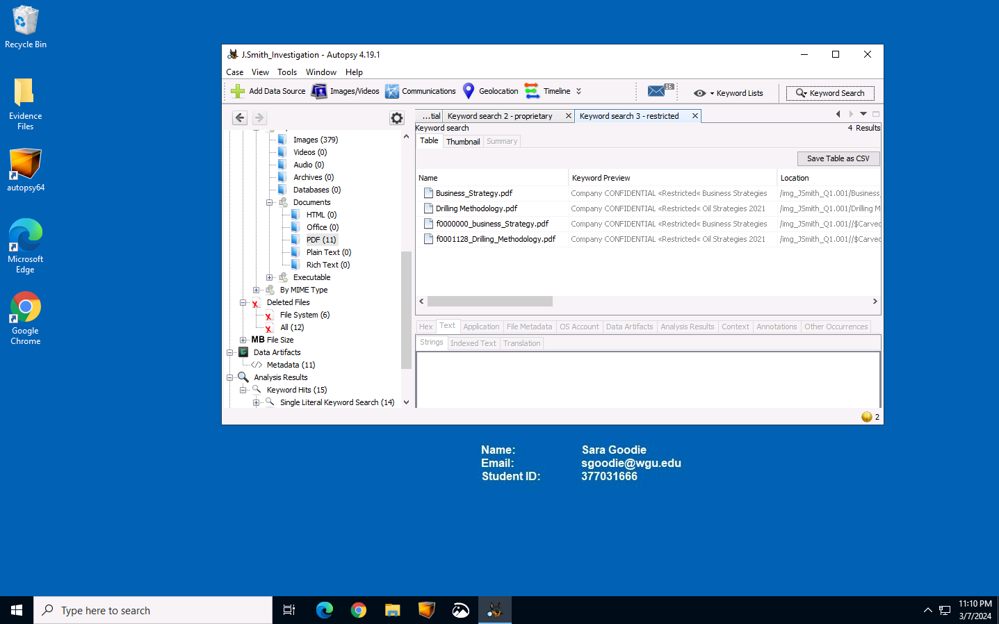 Recycle Bin
Evidence
Files
autopsy64
Microsoft
Edge
Google
Chrome
J.Smith_Investigation - Autopsy 4.19.1
Case View Tools Window Help
Add Data Source Images/Videos Communications Geolocation Timeline 16 Keyword Lists Keyword Search
Images (379)
Videos (0)
Audio (0)
Archives (0)
Databases (0)
Documents
HTML (0)
Office (0)
PDF (11)
Plain Text (0)
Rich Text (0)
Executable
By MIME Type
Deleted Files
File System (6)
All (12)
MB File Size
Data Artifacts
Metadata (11)
Analysis Results
Keyword Hits (15)
Single Literal Keyword Search (14)
...tial Keyword search 2 - proprietary Keyword search 3 - restricted
Keyword search 4 Results
Table Thumbnail Summary
Save Table as CSV
Name Keyword Preview Location
Business_Strategy.pdf Company CONFIDENTIAL «Restricted« Business Strategies /img_JSmith_Q1.001/Business_
Drilling Methodology.pdf Company CONFIDENTIAL «Restricted« Oil Strategies 2021 /img_JSmith_Q1.001/Drilling M
f0000000_business_Strategy.pdf Company CONFIDENTIAL «Restricted« Business Strategies /img_JSmith_Q1.001//$Carved
f0001128_Drilling_Methodology.pdf Company CONFIDENTIAL «Restricted« Oil Strategies 2021 /img_JSmith_Q1.001//$Carved
Hex Text Application File Metadata OS Account Data Artifacts Analysis Results Context Annotations Other Occurrences
Strings Indexed Text Translation
2
Name: Sara Goodie
Email: sgoodie@wgu.edu
Student ID: 377031666
Type here to search
11:10 PM
3/7/2024